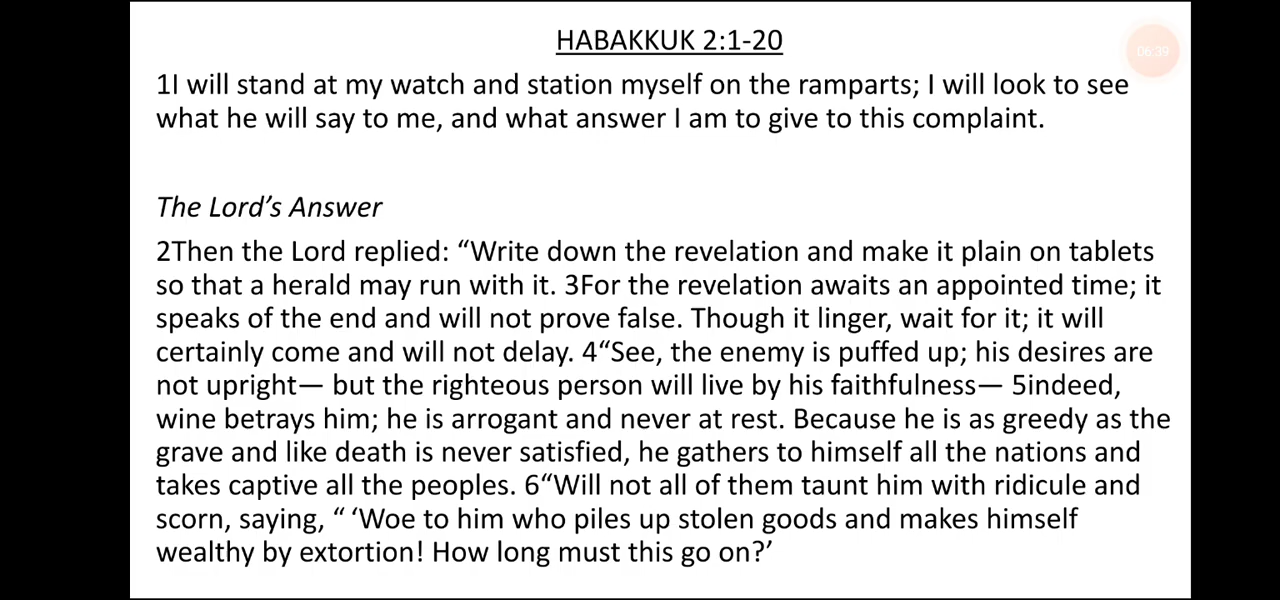 HABAKKUK 2:1-20
06:39
1I will stand at my watch and station myself on the ramparts; I will look to see
what he will say to me, and what answer I am to give to this complaint.
The Lord’s Answer
2Then the Lord replied: “Write down the revelation and make it plain on tablets
so that a herald may run with it. 3For the revelation awaits an appointed time; it
speaks of the end and will not prove false. Though it linger, wait for it; it will
certainly come and will not delay. 4“See, the enemy is puffed up; his desires are
not upright— but the righteous person will live by his faithfulness— 5indeed,
wine betrays him; he is arrogant and never at rest. Because he is as greedy as the
grave and like death is never satisfied, he gathers to himself all the nations and
takes captive all the peoples. 6“Will not all of them taunt him with ridicule and
scorn, saying, “ ‘Woe to him who piles up stolen goods and makes himself
wealthy by extortion! How long must this go on?’